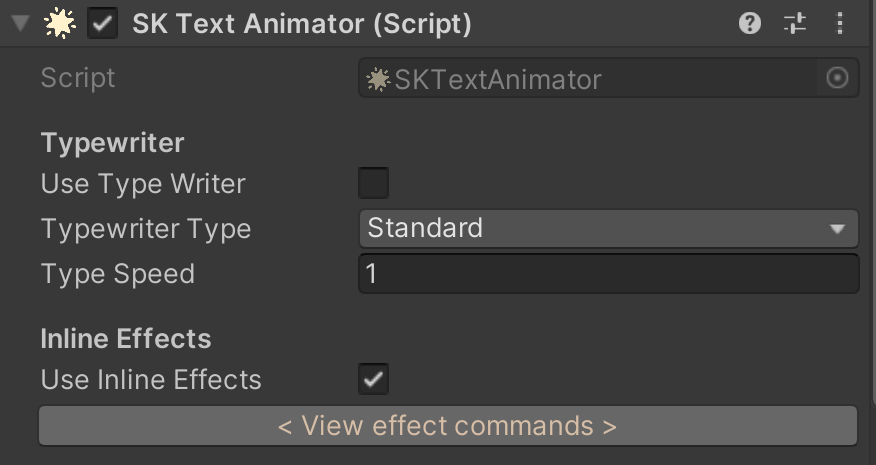 SK Text Animator (Script)
Script SKTextAnimator
Typewriter
Use Type Writer
Typewriter Type Standard
Type Speed 1
Inline Effects
Use Inline Effects
< View effect commands >